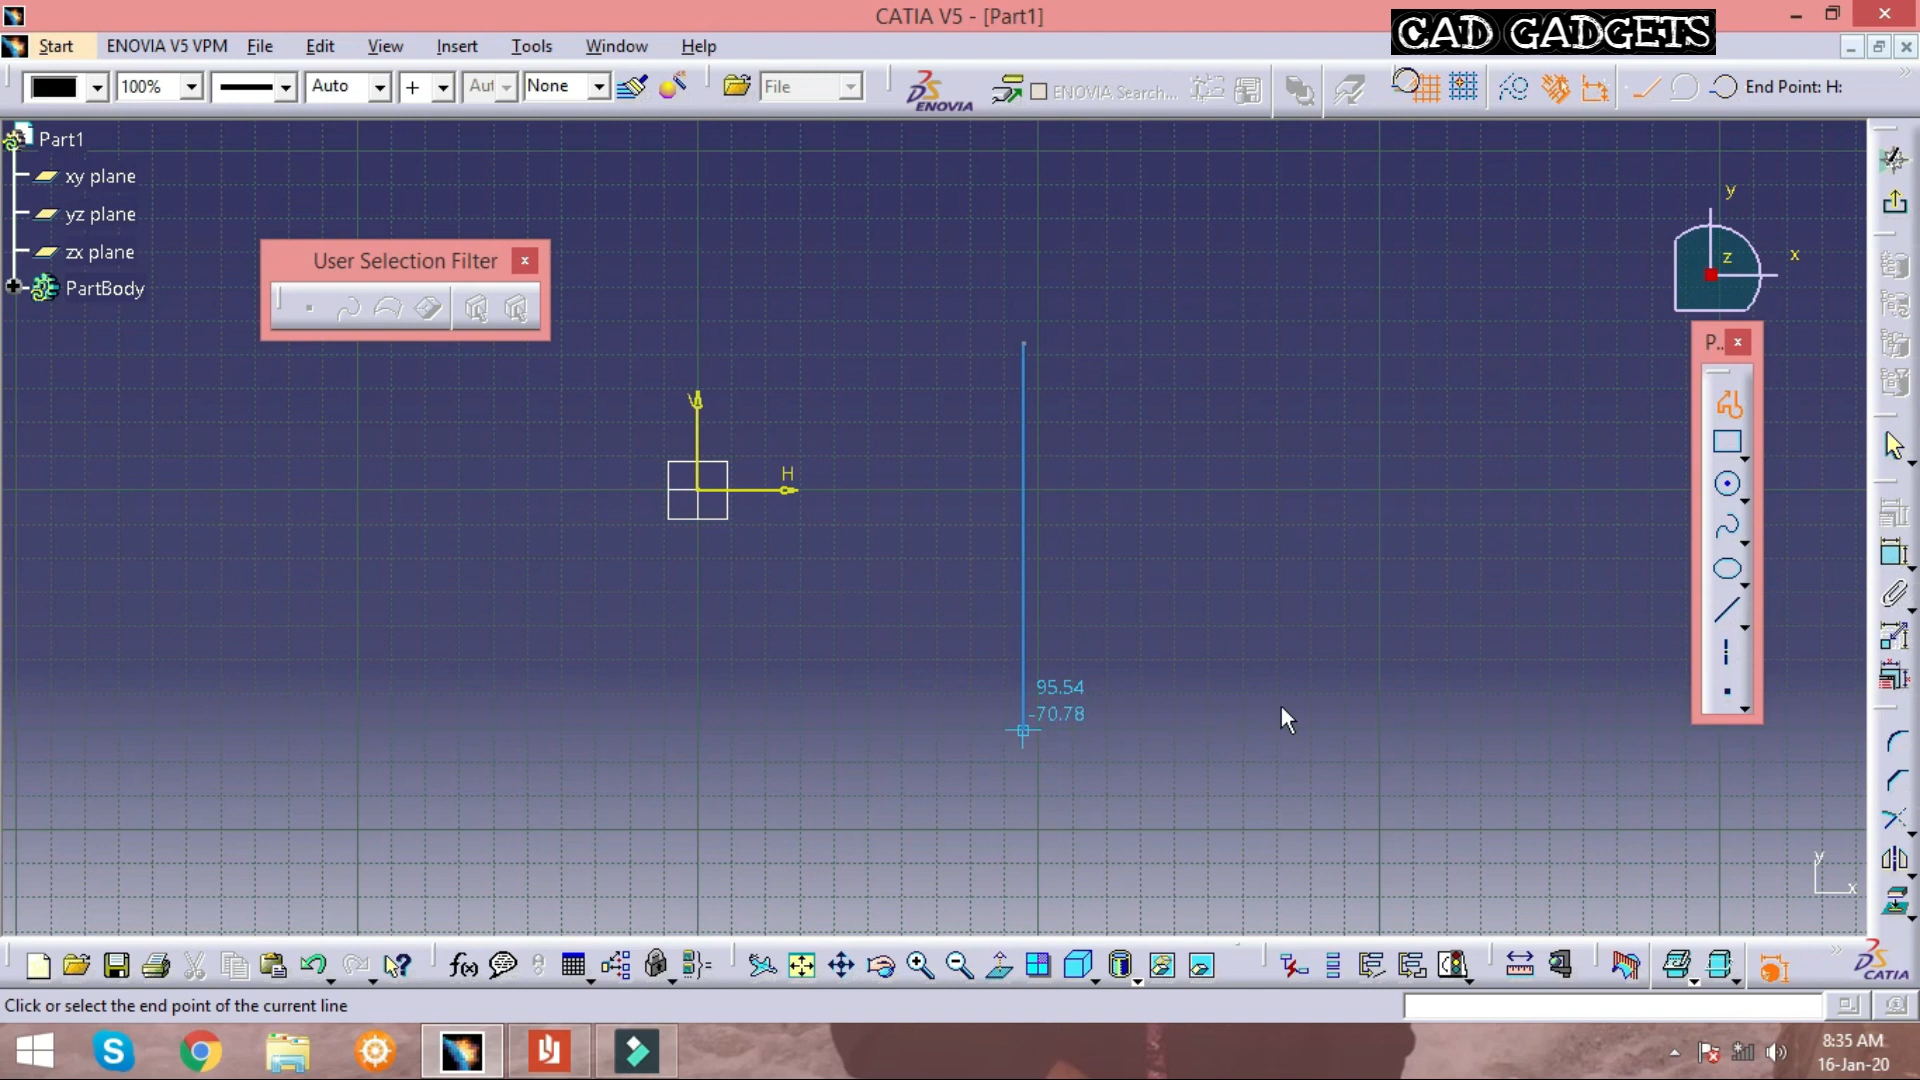 CATIA V5 - [Part1]
CAD GADGETS
Start
ENOVIA V5 VPM
File
Edit
View
Insert
Tools
Window
Help
100%
Auto
Aut
None
File
ENOVIA
ENOVIA Search...
End Point: H:
Part1
xy plane
yz plane
zx plane
PartBody
User Selection Filter
y
x
z
P..
V
H
95.54
-70.78
y
x
f(x)
CATIA
Click or select the end point of the current line
8:35 AM
16-Jan-20